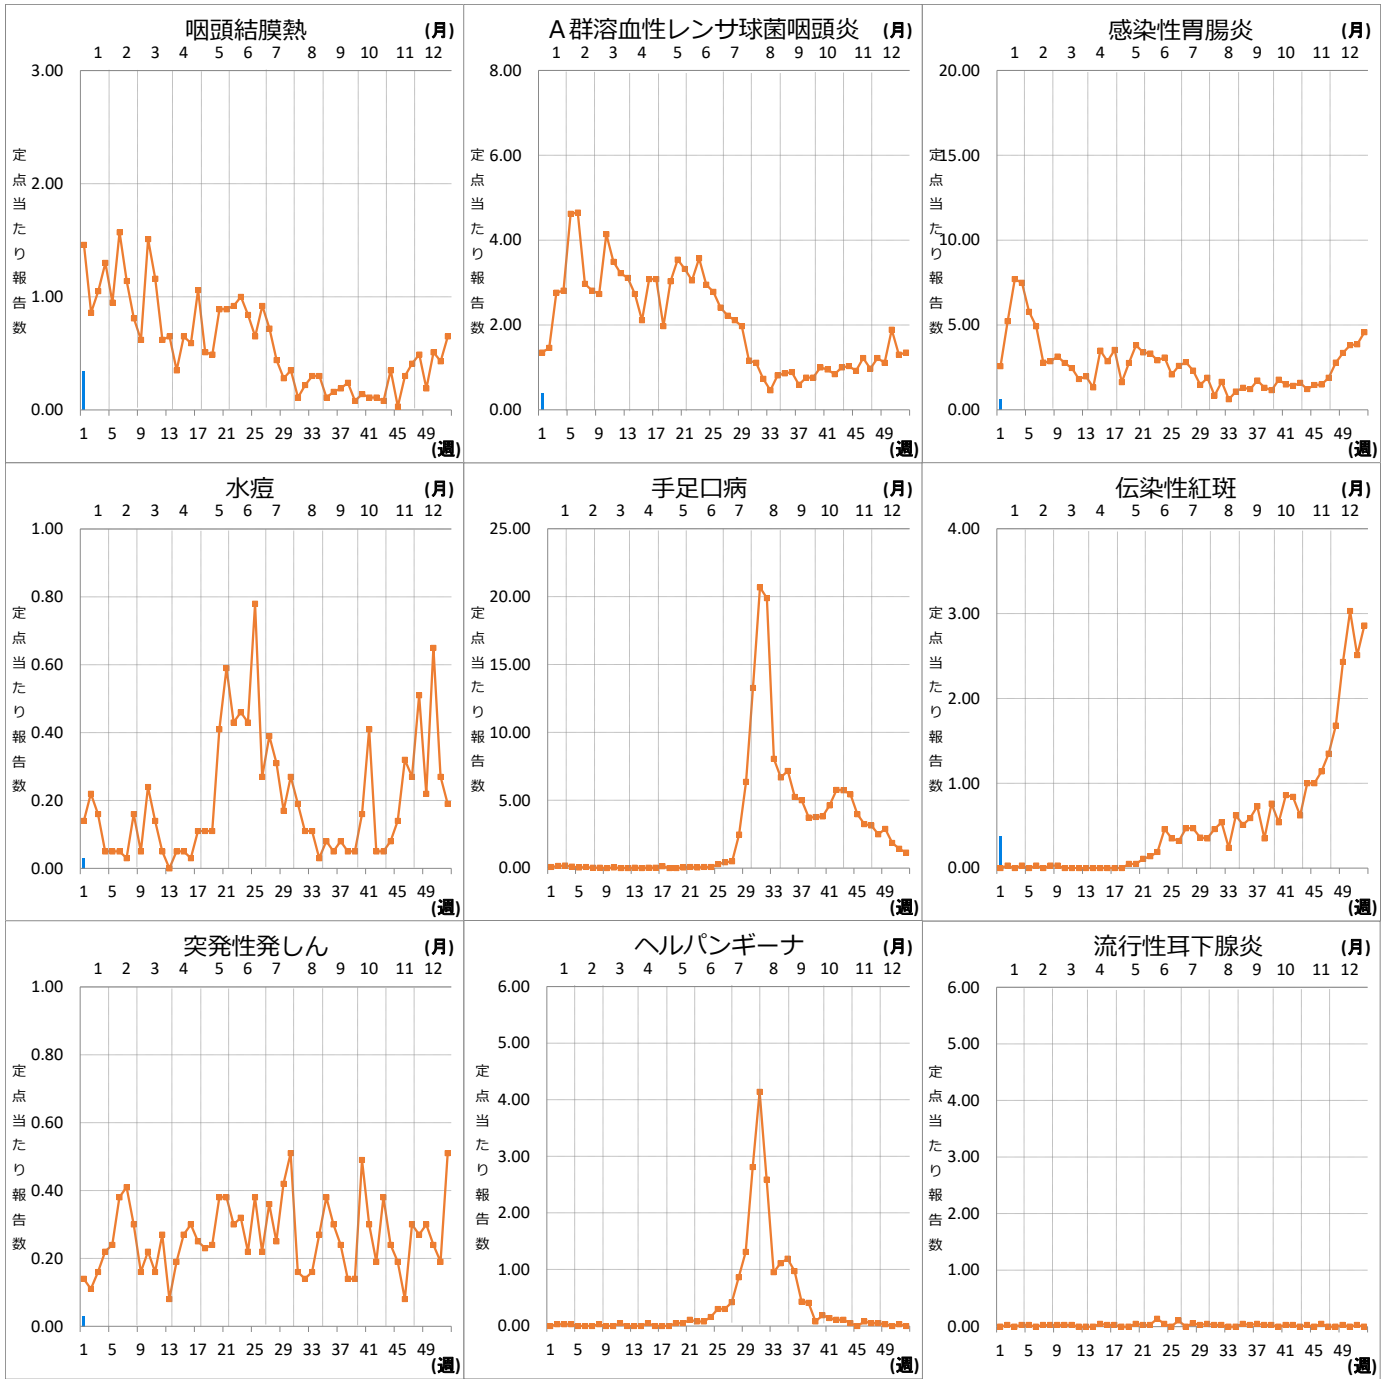 咽頭結膜熱 (月)
1 2 3 4 5 6 7 8 9 10 11 12
3.00
2.00
1.00
0.00
定点当たり報告数
1 5 9 13 17 21 25 29 33 37 41 45 49
(週)
A群溶血性レンサ球菌咽頭炎 (月)
1 2 3 4 5 6 7 8 9 10 11 12
8.00
6.00
4.00
2.00
0.00
定点当たり報告数
1 5 9 13 17 21 25 29 33 37 41 45 49
(週)
感染性胃腸炎 (月)
1 2 3 4 5 6 7 8 9 10 11 12
20.00
15.00
10.00
5.00
0.00
定点当たり報告数
1 5 9 13 17 21 25 29 33 37 41 45 49
(週)
水痘 (月)
1 2 3 4 5 6 7 8 9 10 11 12
1.00
0.80
0.60
0.40
0.20
0.00
定点当たり報告数
1 5 9 13 17 21 25 29 33 37 41 45 49
(週)
手足口病 (月)
1 2 3 4 5 6 7 8 9 10 11 12
25.00
20.00
15.00
10.00
5.00
0.00
定点当たり報告数
1 5 9 13 17 21 25 29 33 37 41 45 49
(週)
伝染性紅斑 (月)
1 2 3 4 5 6 7 8 9 10 11 12
4.00
3.00
2.00
1.00
0.00
定点当たり報告数
1 5 9 13 17 21 25 29 33 37 41 45 49
(週)
突発性発しん (月)
1 2 3 4 5 6 7 8 9 10 11 12
1.00
0.80
0.60
0.40
0.20
0.00
定点当たり報告数
1 5 9 13 17 21 25 29 33 37 41 45 49
(週)
ヘルパンギーナ (月)
1 2 3 4 5 6 7 8 9 10 11 12
6.00
5.00
4.00
3.00
2.00
1.00
0.00
定点当たり報告数
1 5 9 13 17 21 25 29 33 37 41 45 49
(週)
流行性耳下腺炎 (月)
1 2 3 4 5 6 7 8 9 10 11 12
6.00
5.00
4.00
3.00
2.00
1.00
0.00
定点当たり報告数
1 5 9 13 17 21 25 29 33 37 41 45 49
(週)